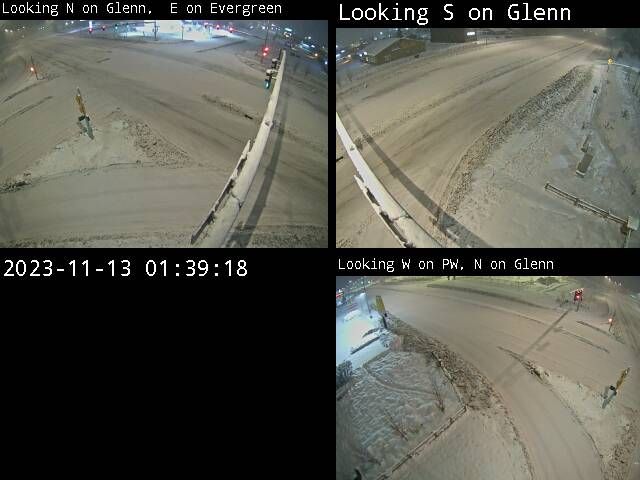 Looking N on Glenn,  E on Evergreen
Looking S on Glenn
2023-11-13 01:39:18
Looking W on PW, N on Glenn